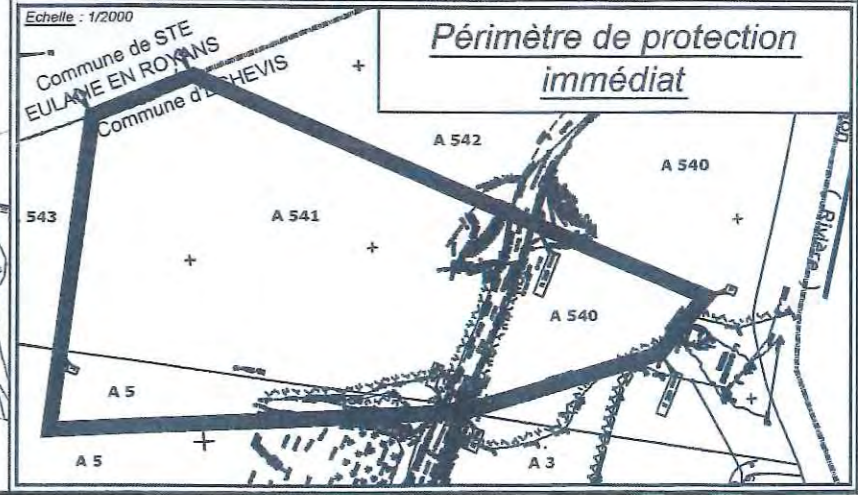 Echelle : 1/2000
Périmètre de protection
immédiat
Commune de STE
EULALIE EN ROYANS
Commune d'ECHEVIS
A 542
A 540
543
A 541
(Rivière)
A 540
A 5
A 5
A 3